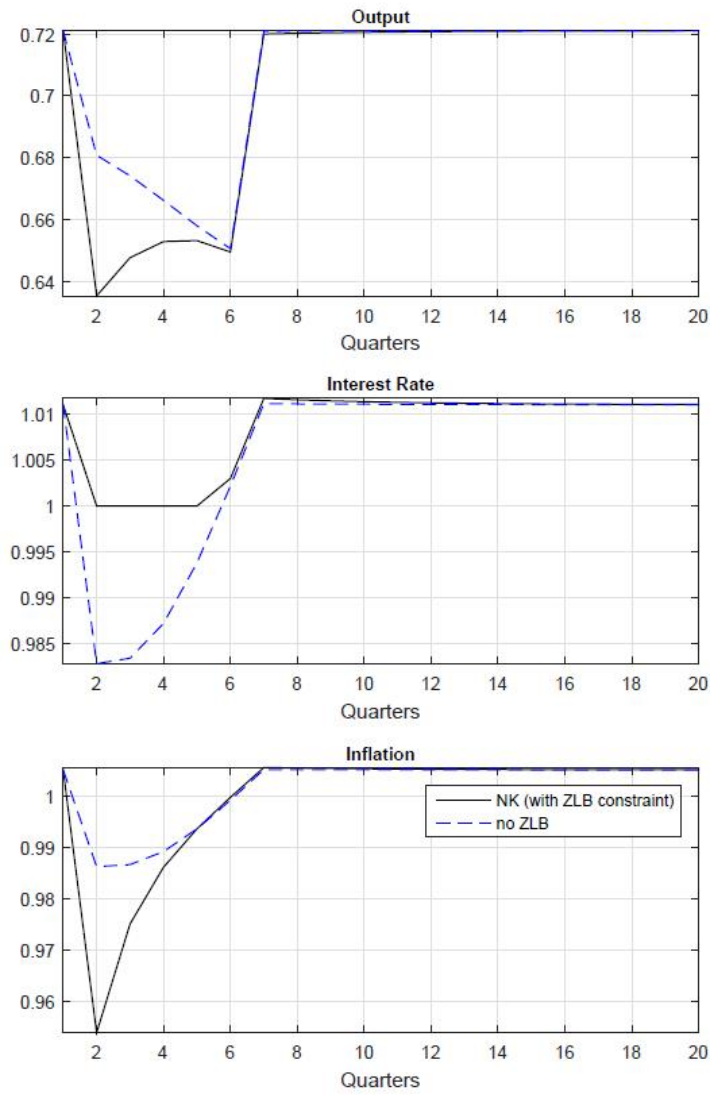 Output
0.72
0.7
0.68
0.66
0.64
2 4 6 8 10 12 14 16 18 20
Quarters
Interest Rate
1.01
1.005
1
0.995
0.99
0.985
2 4 6 8 10 12 14 16 18 20
Quarters
Inflation
1
0.99
0.98
0.97
0.96
NK (with ZLB constraint)
no ZLB
2 4 6 8 10 12 14 16 18 20
Quarters